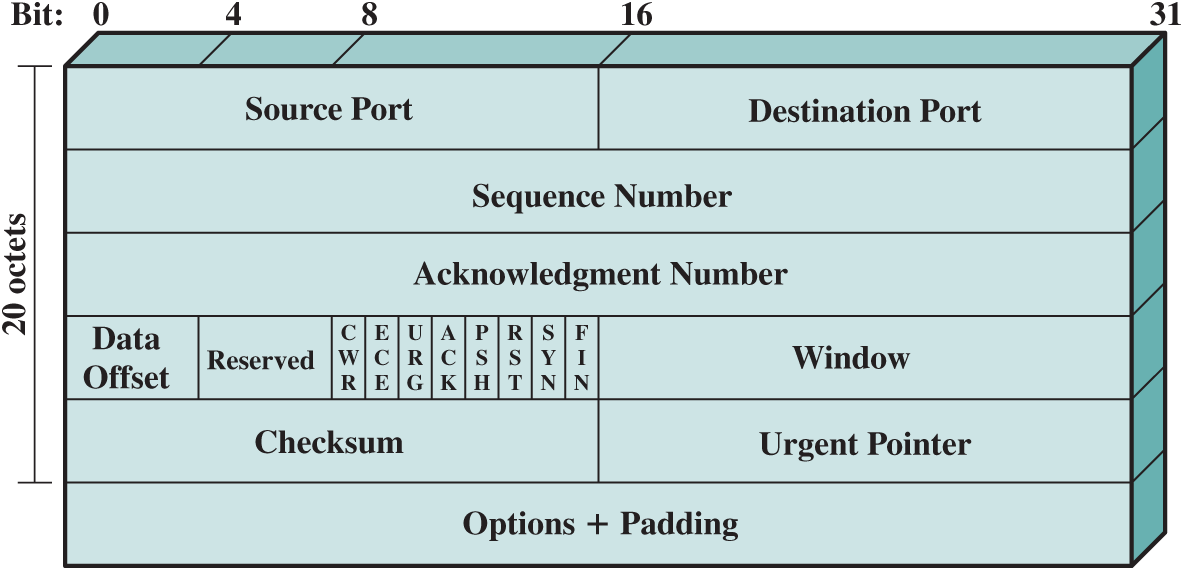 Bit: 0 4 8 16 31
Source Port Destination Port
Sequence Number
Acknowledgment Number
20 octets
Data Offset Reserved CWR ECE URG ACK PSH RST SYN FIN Window
Checksum Urgent Pointer
Options + Padding